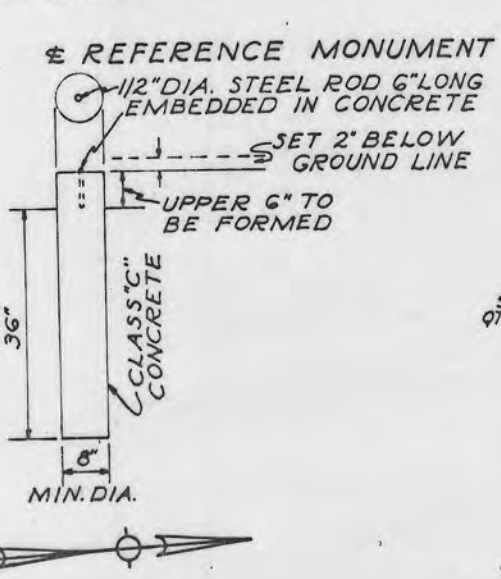 ℄ REFERENCE MONUMENT
1/2" DIA. STEEL ROD 6" LONG
EMBEDDED IN CONCRETE
SET 2" BELOW
GROUND LINE
UPPER 6" TO
BE FORMED
36"
CLASS "C"
CONCRETE
8"
MIN. DIA.